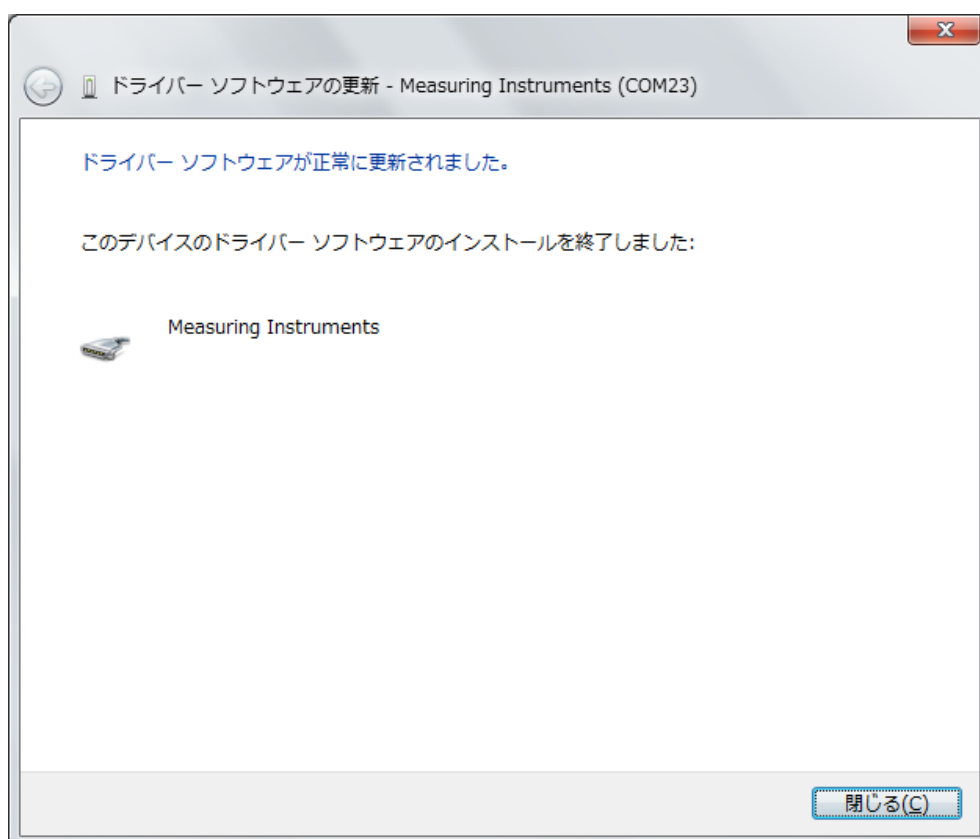 ドライバー ソフトウェアの更新 - Measuring Instruments (COM23)
ドライバー ソフトウェアが正常に更新されました。
このデバイスのドライバー ソフトウェアのインストールを終了しました:
Measuring Instruments
閉じる(C)